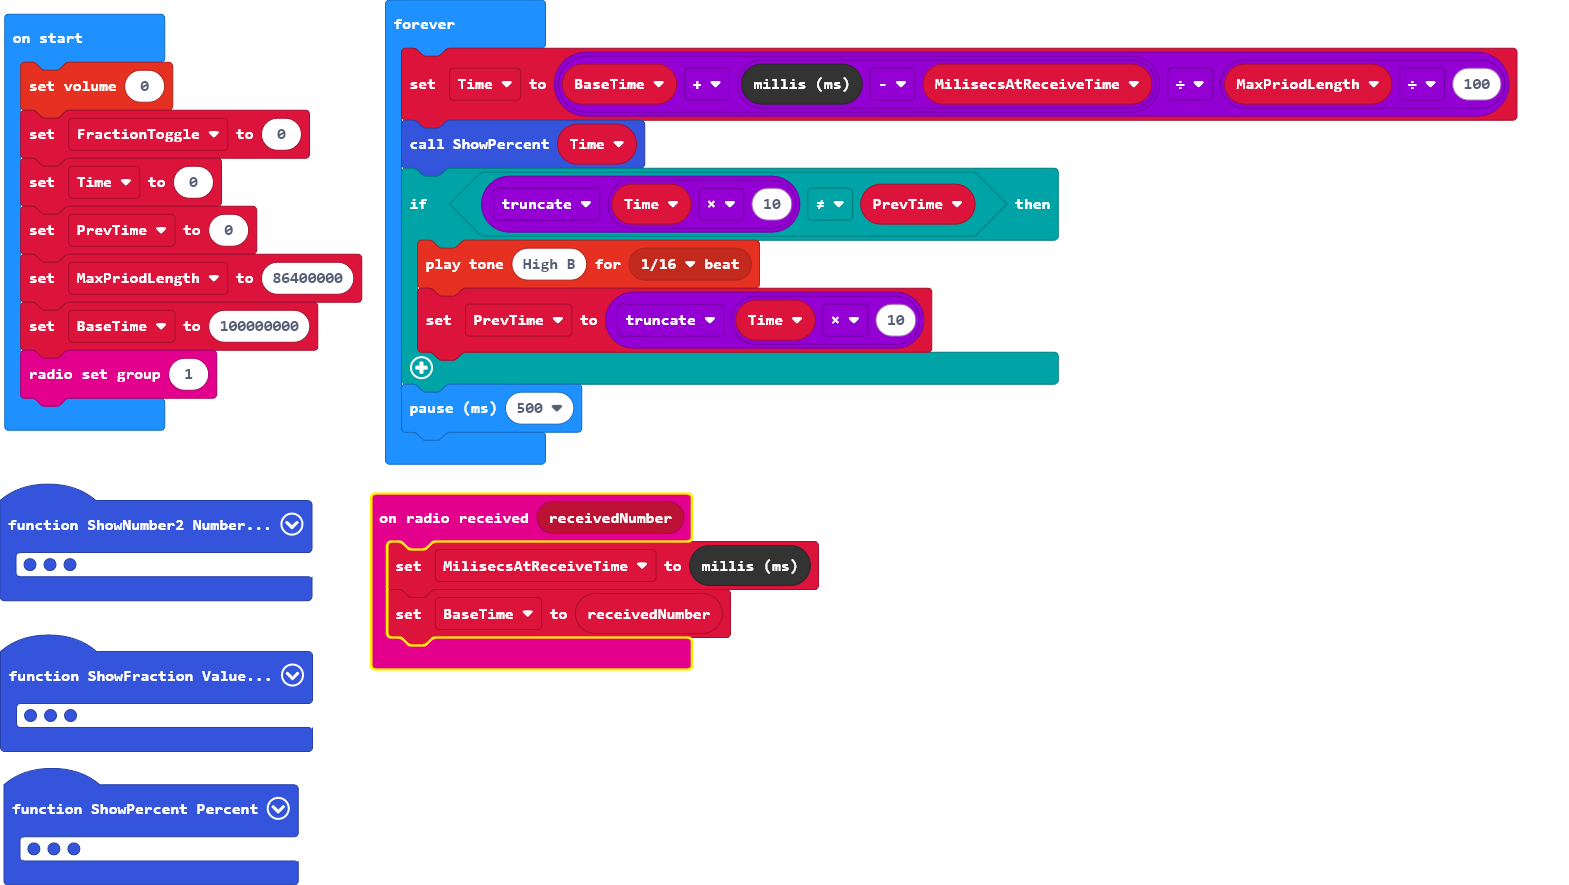 on start
set volume 0
set FractionToggle to 0
set Time to 0
set PrevTime to 0
set MaxPriodLength to 86400000
set BaseTime to 100000000
radio set group 1
forever
set Time to BaseTime + millis (ms) - MilisecsAtReceiveTime ÷ MaxPriodLength ÷ 100
call ShowPercent Time
if truncate Time × 10 ≠ PrevTime then
play tone High B for 1/16 beat
set PrevTime to truncate Time × 10
pause (ms) 500
function ShowNumber2 Number...
on radio received receivedNumber
set MilisecsAtReceiveTime to millis (ms)
set BaseTime to receivedNumber
function ShowFraction Value...
function ShowPercent Percent